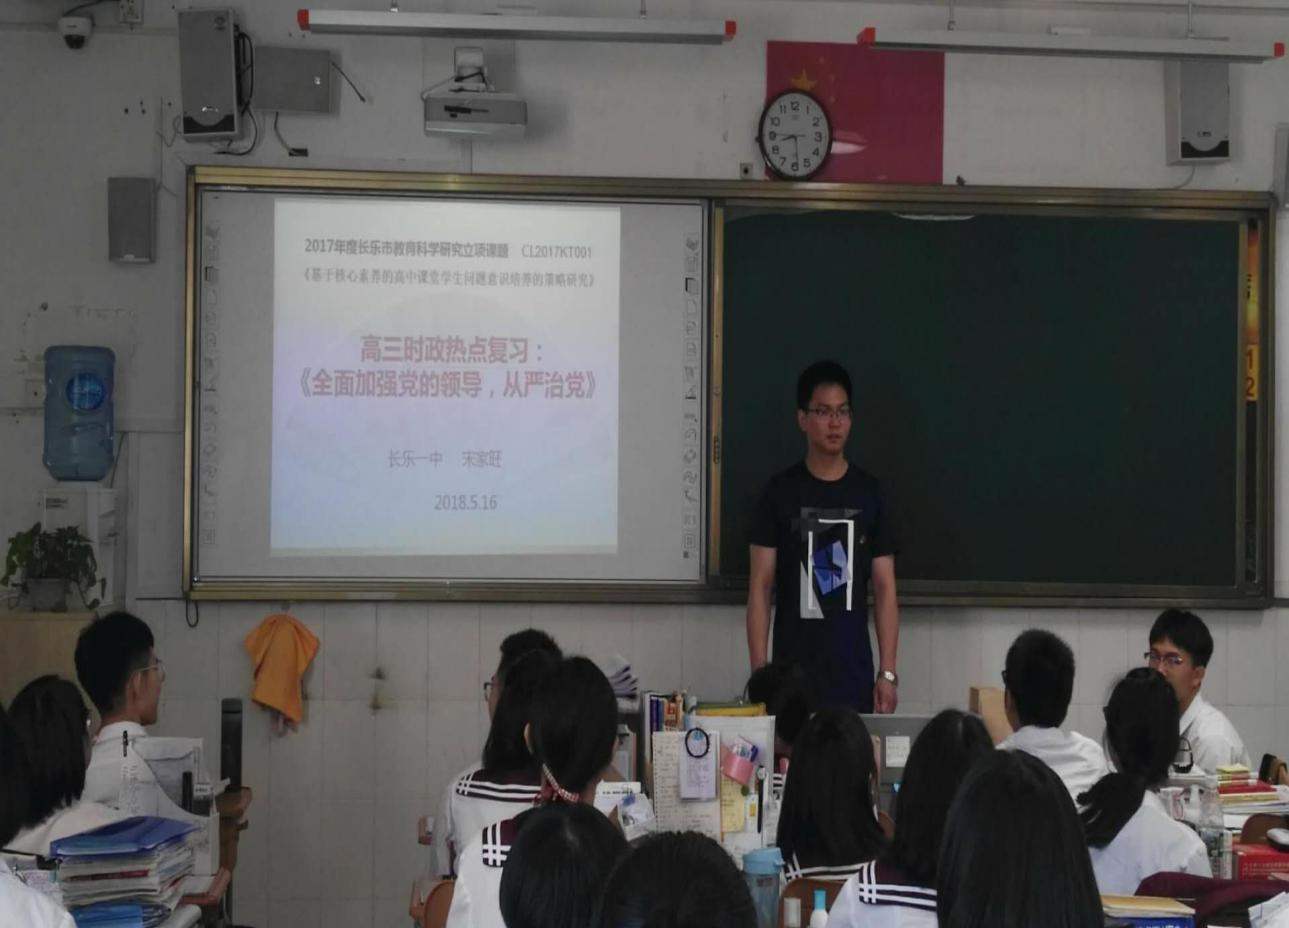 2017年度长乐市教育科学研究立项课题 CL2017KT001
《基于核心素养的高中课堂学生问题意识培养的策略研究》
高三时政热点复习：
《全面加强党的领导，从严治党》
长乐一中 宋家旺
2018.5.16